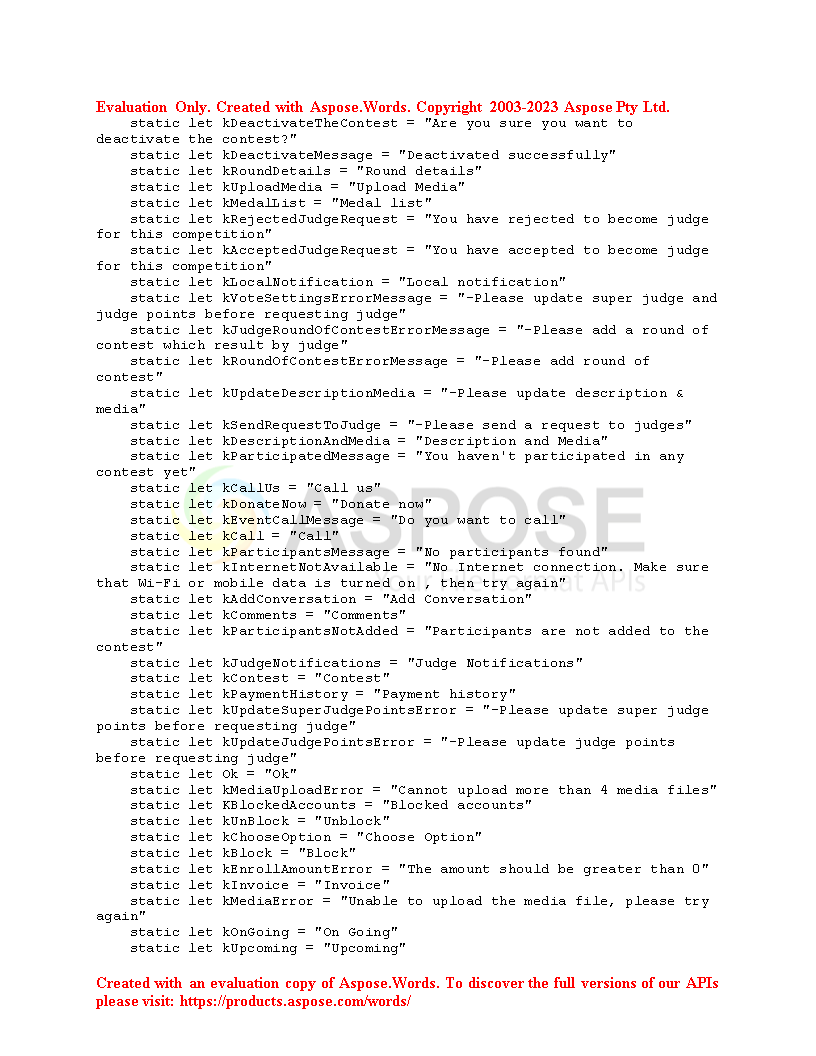 Evaluation Only. Created with Aspose.Words. Copyright 2003-2023 Aspose Pty Ltd.
static let kDeactivateTheContest = "Are you sure you want to
deactivate the contest?"
static let kDeactivateMessage = "Deactivated successfully"
static let kRoundDetails = "Round details"
static let kUploadMedia = "Upload Media"
static let kMedalList = "Medal list"
static let kRejectedJudgeRequest = "You have rejected to become judge
for this competition"
static let kAcceptedJudgeRequest = "You have accepted to become judge
for this competition"
static let kLocalNotification = "Local notification"
static let kVoteSettingsErrorMessage = "-Please update super judge and
judge points before requesting judge"
static let kJudgeRoundOfContestErrorMessage = "-Please add a round of
contest which result by judge"
static let kRoundOfContestErrorMessage = "-Please add round of
contest"
static let kUpdateDescriptionMedia = "-Please update description &
media"
static let kSendRequestToJudge = "-Please send a request to judges"
static let kDescriptionAndMedia = "Description and Media"
static let kParticipatedMessage = "You haven't participated in any
contest yet"
static let kCallUs = "Call us"
static let kDonateNow = "Donate now"
static let kEventCallMessage = "Do you want to call"
static let kCall = "Call"
static let kParticipantsMessage = "No participants found"
static let kInternetNotAvailable = "No Internet connection. Make sure
that Wi-Fi or mobile data is turned on , then try again"
static let kAddConversation = "Add Conversation"
static let kComments = "Comments"
static let kParticipantsNotAdded = "Participants are not added to the
contest"
static let kJudgeNotifications = "Judge Notifications"
static let kContest = "Contest"
static let kPaymentHistory = "Payment history"
static let kUpdateSuperJudgePointsError = "-Please update super judge
points before requesting judge"
static let kUpdateJudgePointsError = "-Please update judge points
before requesting judge"
static let Ok = "Ok"
static let kMediaUploadError = "Cannot upload more than 4 media files"
static let KBlockedAccounts = "Blocked accounts"
static let kUnBlock = "Unblock"
static let kChooseOption = "Choose Option"
static let kBlock = "Block"
static let kEnrollAmountError = "The amount should be greater than 0"
static let kInvoice = "Invoice"
static let kMediaError = "Unable to upload the media file, please try
again"
static let kOnGoing = "On Going"
static let kUpcoming = "Upcoming"
ASPOSE
Created with an evaluation copy of Aspose.Words. To discover the full versions of our APIs
please visit: https://products.aspose.com/words/